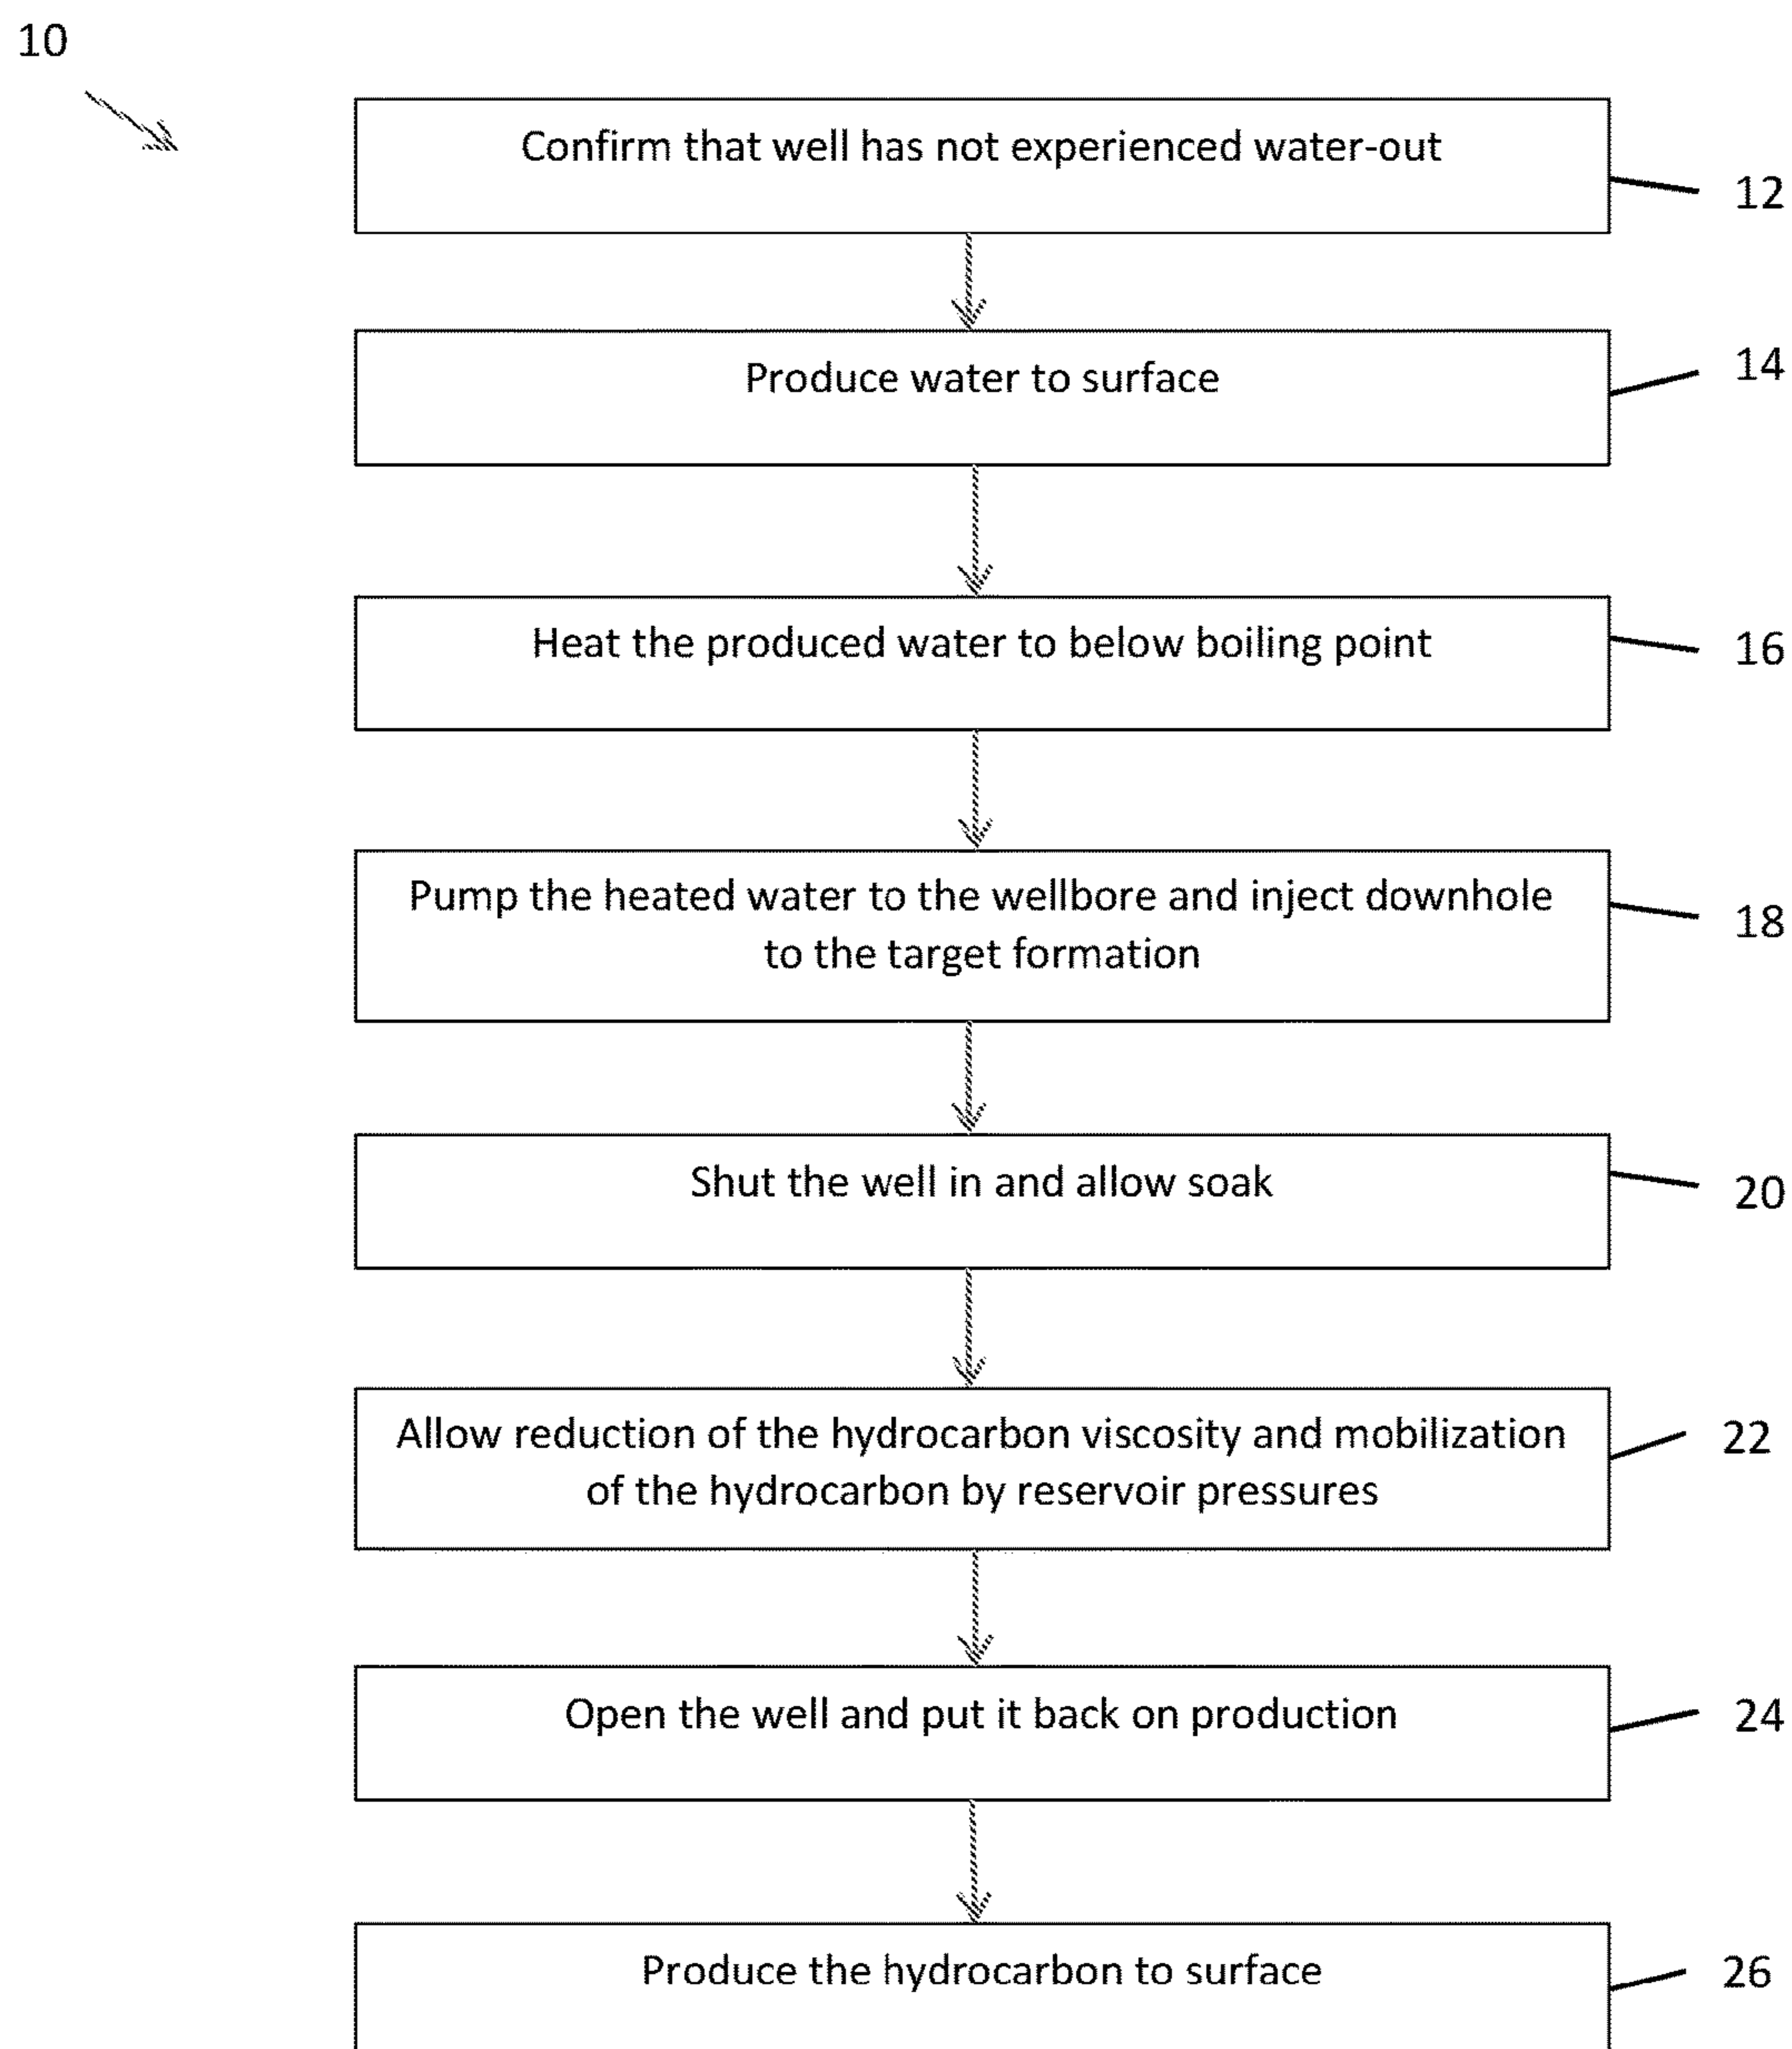 10
Confirm that well has not experienced water-out
12
Produce water to surface
14
Heat the produced water to below boiling point
16
Pump the heated water to the wellbore and inject downhole
to the target formation
18
Shut the well in and allow soak
20
Allow reduction of the hydrocarbon viscosity and mobilization
of the hydrocarbon by reservoir pressures
22
Open the well and put it back on production
24
Produce the hydrocarbon to surface
26